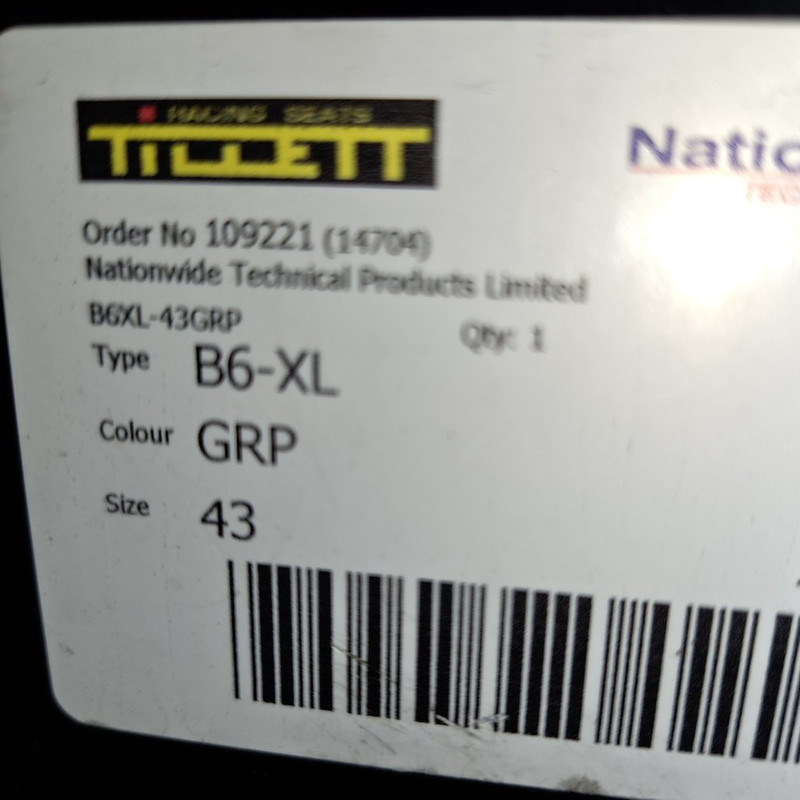 RACING SEATS
TILLETT
Natio
Order No 109221 (14704)
Nationwide Technical Products Limited
B6XL-43GRP
Qty: 1
Type B6-XL
Colour GRP
Size 43